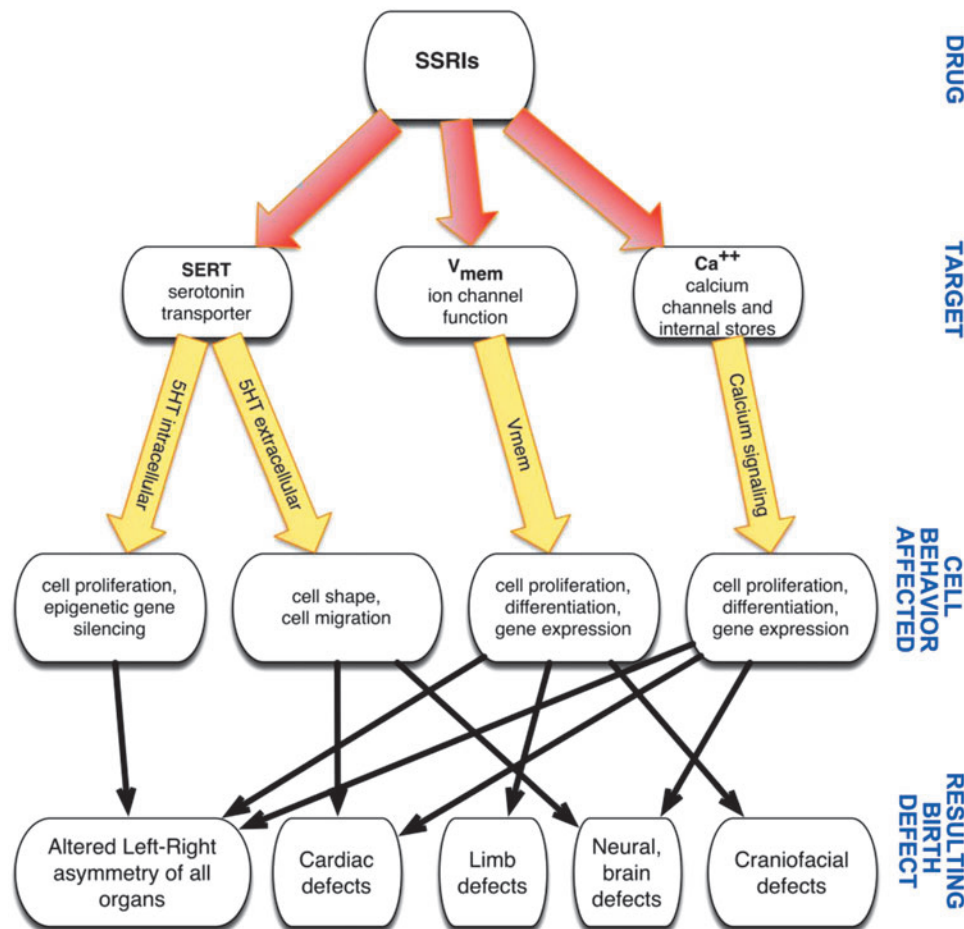 SSRIs
DRUG
SERT
serotonin
transporter
Vmem
ion channel
function
Ca++
calcium
channels and
internal stores
TARGET
5HT intracellular
5HT extracellular
Vmem
Calcium signaling
cell proliferation,
epigenetic gene
silencing
cell shape,
cell migration
cell proliferation,
differentiation,
gene expression
cell proliferation,
differentiation,
gene expression
CELL
BEHAVIOR
AFFECTED
Altered Left-Right
asymmetry of all
organs
Cardiac
defects
Limb
defects
Neural,
brain
defects
Craniofacial
defects
RESULTING
BIRTH
DEFECT